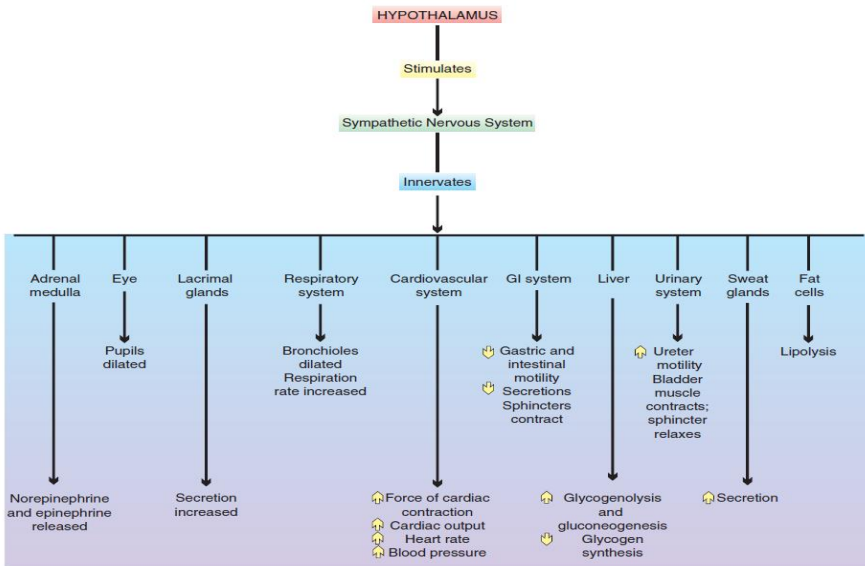 HYPOTHALAMUS
Stimulates
Sympathetic Nervous System
Innervates
Adrenal
medulla
Eye
Lacrimal
glands
Respiratory
system
Cardiovascular
system
GI system
Liver
Urinary
system
Sweat
glands
Fat
cells
Pupils
dilated
Bronchioles
dilated
Respiration
rate increased
Gastric and
intestinal
motility
Secretions
Sphincters
contract
Ureter
motility
Bladder
muscle
contracts;
sphincter
relaxes
Lipolysis
Norepinephrine
and epinephrine
released
Secretion
increased
Force of cardiac
contraction
Cardiac output
Heart rate
Blood pressure
Glycogenolysis
and
gluconeogenesis
Glycogen
synthesis
Secretion